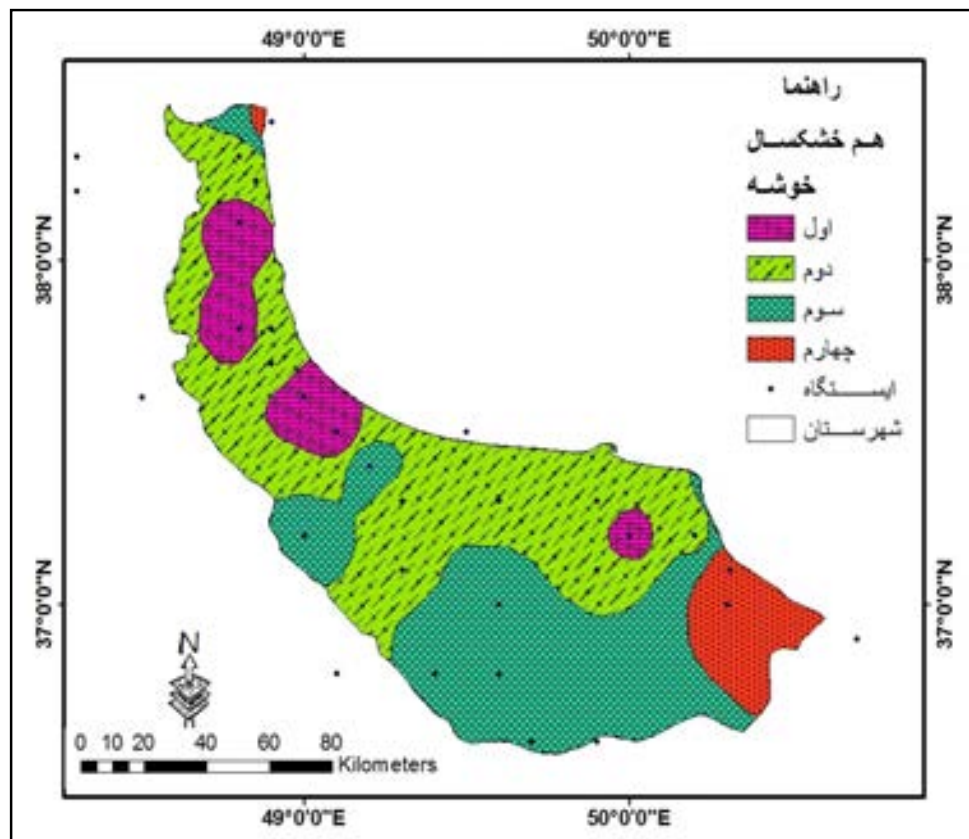 49°0'0"E 50°0'0"E
راهنما
هم خشکسال
خوشه
اول
دوم
سوم
چهارم
ایستگاه
شهرستان
38°0'0"N 38°0'0"N
37°0'0"N 37°0'0"N
N
0 10 20 40 60 80
Kilometers
49°0'0"E 50°0'0"E